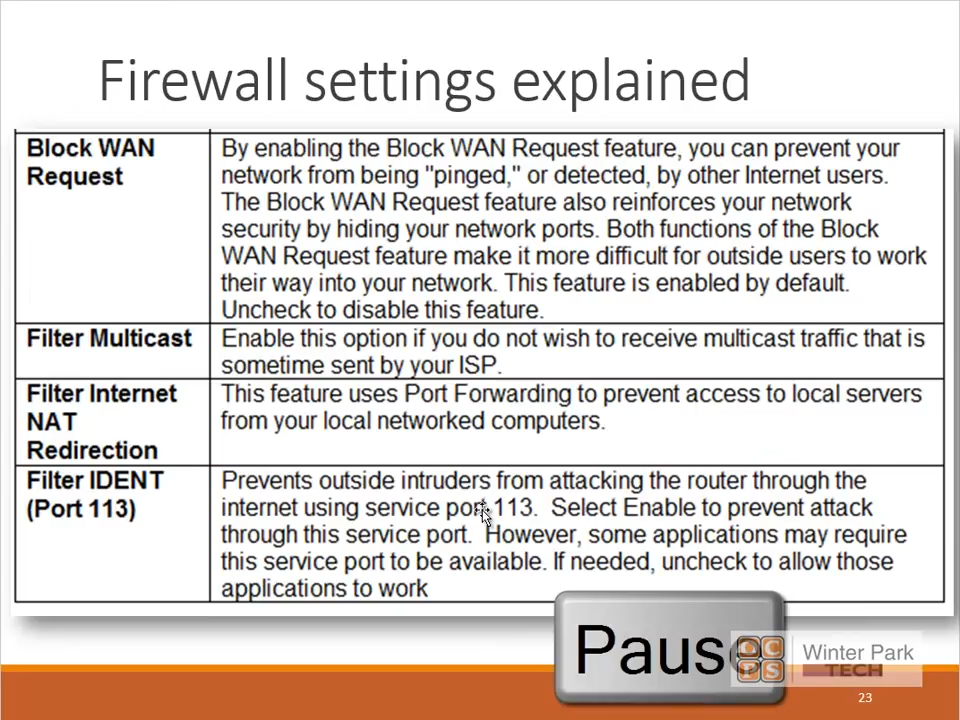 Firewall settings explained
Block WAN
Request
By enabling the Block WAN Request feature, you can prevent your
network from being "pinged," or detected, by other Internet users.
The Block WAN Request feature also reinforces your network
security by hiding your network ports. Both functions of the Block
WAN Request feature make it more difficult for outside users to work
their way into your network. This feature is enabled by default.
Uncheck to disable this feature.
Filter Multicast
Enable this option if you do not wish to receive multicast traffic that is
sometime sent by your ISP.
Filter Internet
NAT
Redirection
This feature uses Port Forwarding to prevent access to local servers
from your local networked computers.
Filter IDENT
(Port 113)
Prevents outside intruders from attacking the router through the
internet using service port 113. Select Enable to prevent attack
through this service port. However, some applications may require
this service port to be available. If needed, uncheck to allow those
applications to work
Pause
OCPS
Winter Park
TECH
23